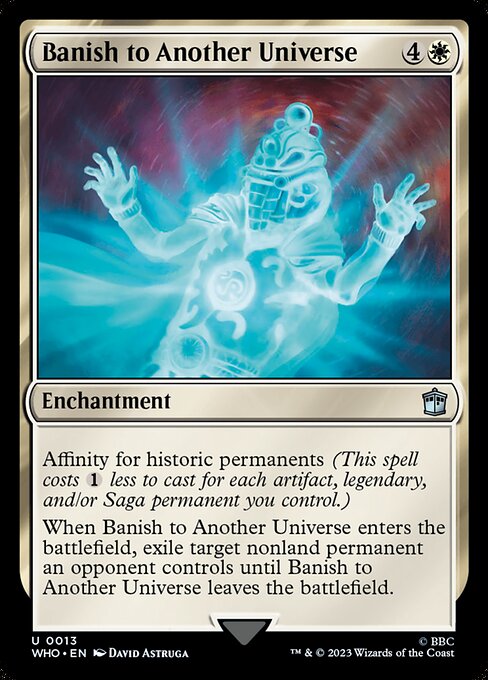 Banish to Another Universe 4
Enchantment
Affinity for historic permanents (This spell
costs 1 less to cast for each artifact, legendary,
and/or Saga permanent you control.)
When Banish to Another Universe enters the
battlefield, exile target nonland permanent
an opponent controls until Banish to
Another Universe leaves the battlefield.
U 0013
WHO • EN David Astruga
© BBC
™ & © 2023 Wizards of the Coast